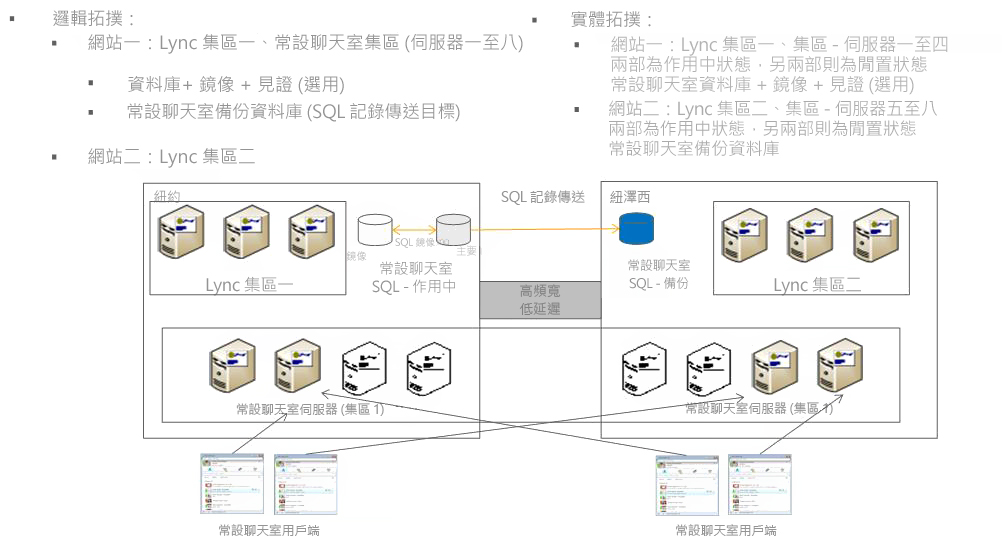 邏輯拓撲：
網站一：Lync 集區一、常設聊天室集區 (伺服器一至八)
資料庫+ 鏡像 + 見證 (選用)
常設聊天室備份資料庫 (SQL 記錄傳送目標)
網站二：Lync 集區二
實體拓撲：
網站一：Lync 集區一、集區 - 伺服器一至四
兩部為作用中狀態，另兩部則為閒置狀態
常設聊天室資料庫 + 鏡像 + 見證 (選用)
網站二：Lync 集區二、集區 - 伺服器五至八
兩部為作用中狀態，另兩部則為閒置狀態
常設聊天室備份資料庫
紐約
SQL 記錄傳送
紐澤西
SQL 鏡像
主要
鏡像
常設聊天室
SQL - 作用中
常設聊天室
SQL - 備份
Lync 集區一
Lync 集區二
高頻寬
低延遲
常設聊天室伺服器 (集區 1)
常設聊天室伺服器 (集區 1)
常設聊天室用戶端
常設聊天室用戶端